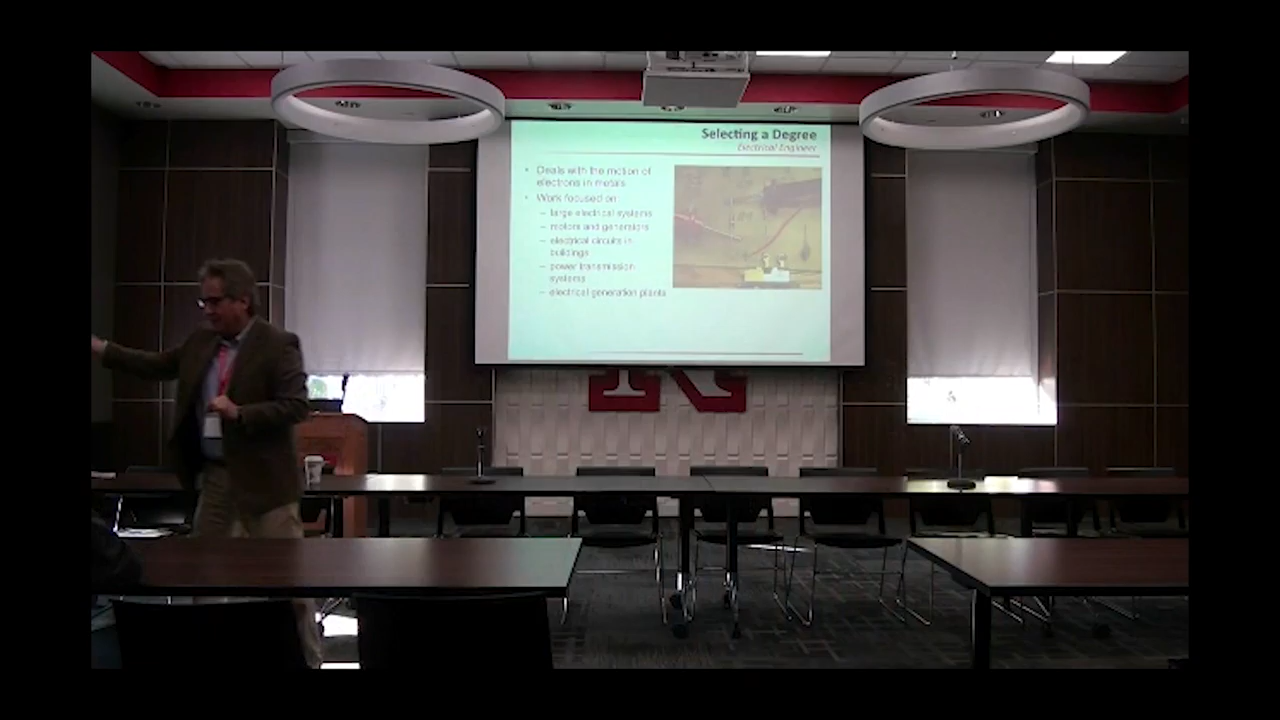 Selecting a Degree
Electrical Engineer
• Deals with the motion of
electrons in metals
• Work focused on:
– large electrical systems
– motors and generators
– electrical circuits in
buildings
– power transmission
systems
– electrical generation plants